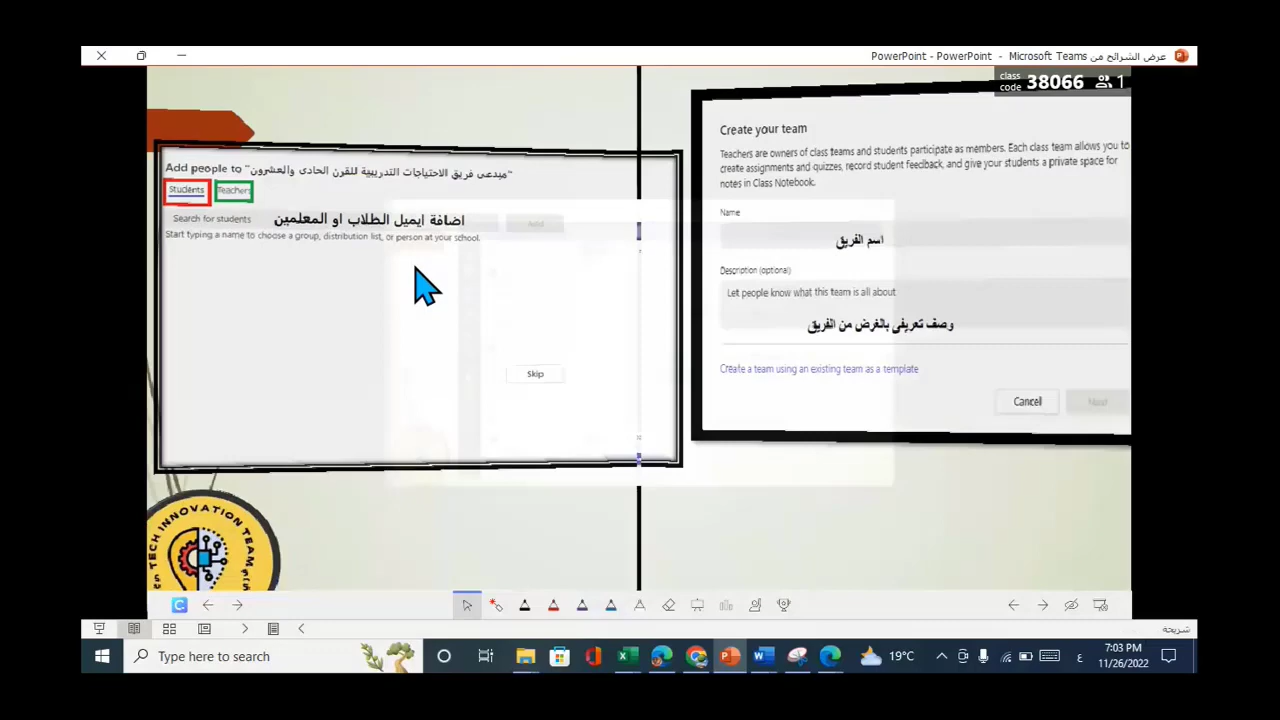 عرض الشرائح من PowerPoint - PowerPoint - Microsoft Teams
class code 38066 1
Add people to "مبدعي فريق الاحتياجات التدريبية للقرن الحادى والعشرون"
Students Teachers
Search for students اضافة ايميل الطلاب او المعلمين Add
Start typing a name to choose a group, distribution list, or person at your school.
Skip
Create your team
Teachers are owners of class teams and students participate as members. Each class team allows you to
create assignments and quizzes, record student feedback, and give your students a private space for
notes in Class Notebook.
Name
اسم الفريق
Description (optional)
Let people know what this team is all about
وصف تعريفى بالغرض من الفريق
Create a team using an existing team as a template
Cancel Next
TECH INNOVATION TEAM
شريحة
Type here to search
19°C
ع
7:03 PM
11/26/2022